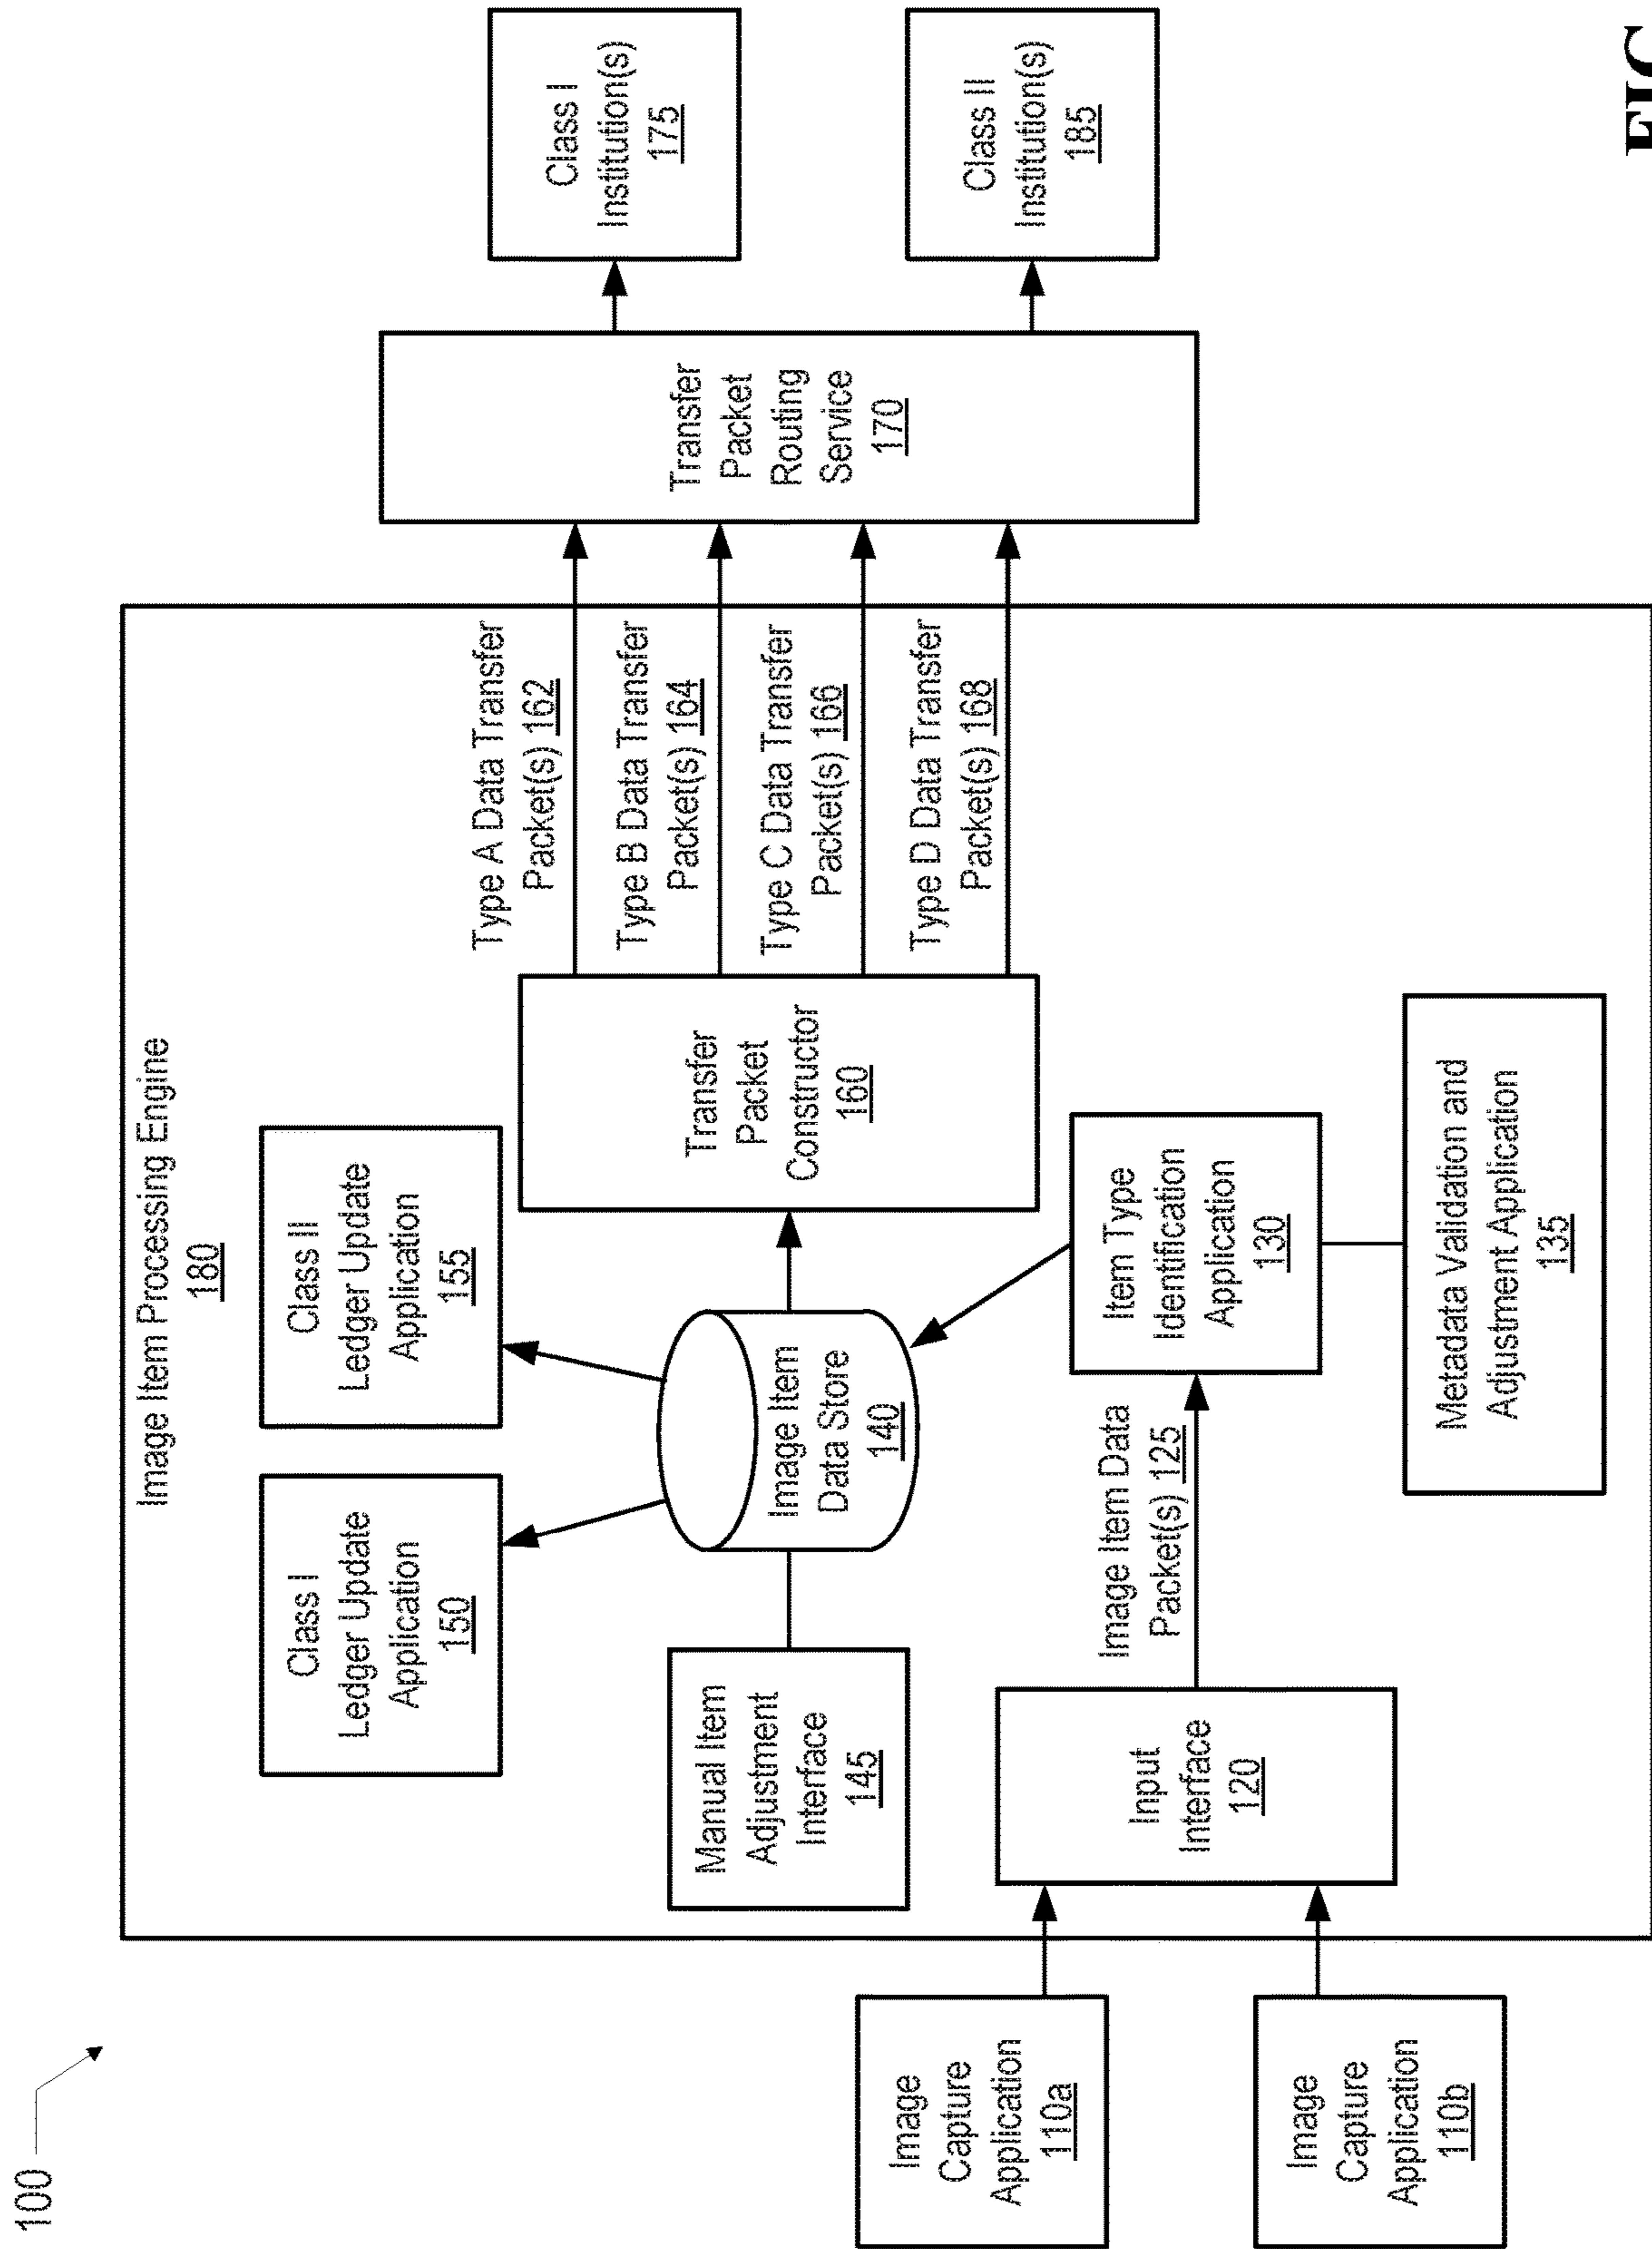 100
Image Item Processing Engine
180
Class I
Ledger Update
Application
150
Class II
Ledger Update
Application
155
Manual Item
Adjustment
Interface
145
Image Item
Data Store
140
Transfer
Packet
Constructor
160
Type A Data Transfer
Packet(s) 162
Type B Data Transfer
Packet(s) 164
Type C Data Transfer
Packet(s) 166
Type D Data Transfer
Packet(s) 168
Transfer
Packet
Routing
Service
170
Class I
Institution(s)
175
Class II
Institution(s)
185
Image
Capture
Application
110a
Image
Capture
Application
110b
Input
Interface
120
Image Item Data
Packet(s) 125
Item Type
Identification
Application
130
Metadada Validation and
Adjustment Application
135
FIG